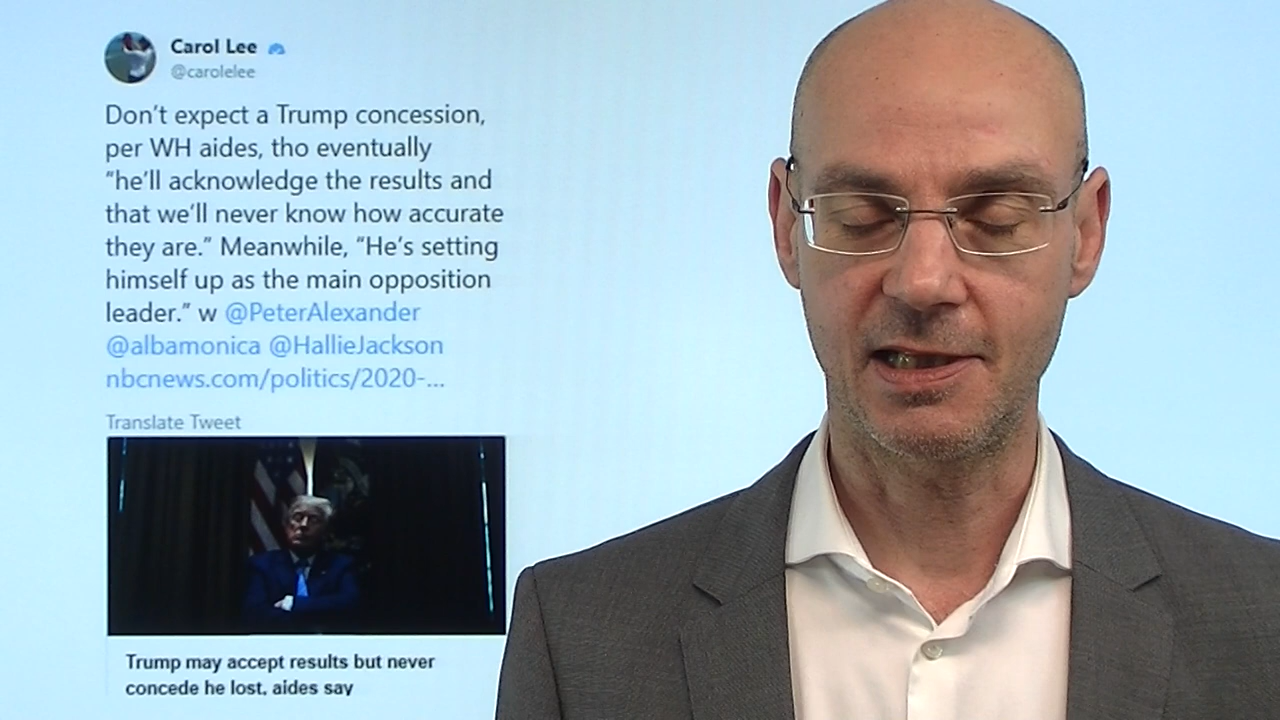 Carol Lee
@carolelee
Don't expect a Trump concession,
per WH aides, tho eventually
“he'll acknowledge the results and
that we'll never know how accurate
they are.” Meanwhile, “He's setting
himself up as the main opposition
leader.” w @PeterAlexander
@albamonica @HallieJackson
nbcnews.com/politics/2020-...
Translate Tweet
Trump may accept results but never
concede he lost, aides say